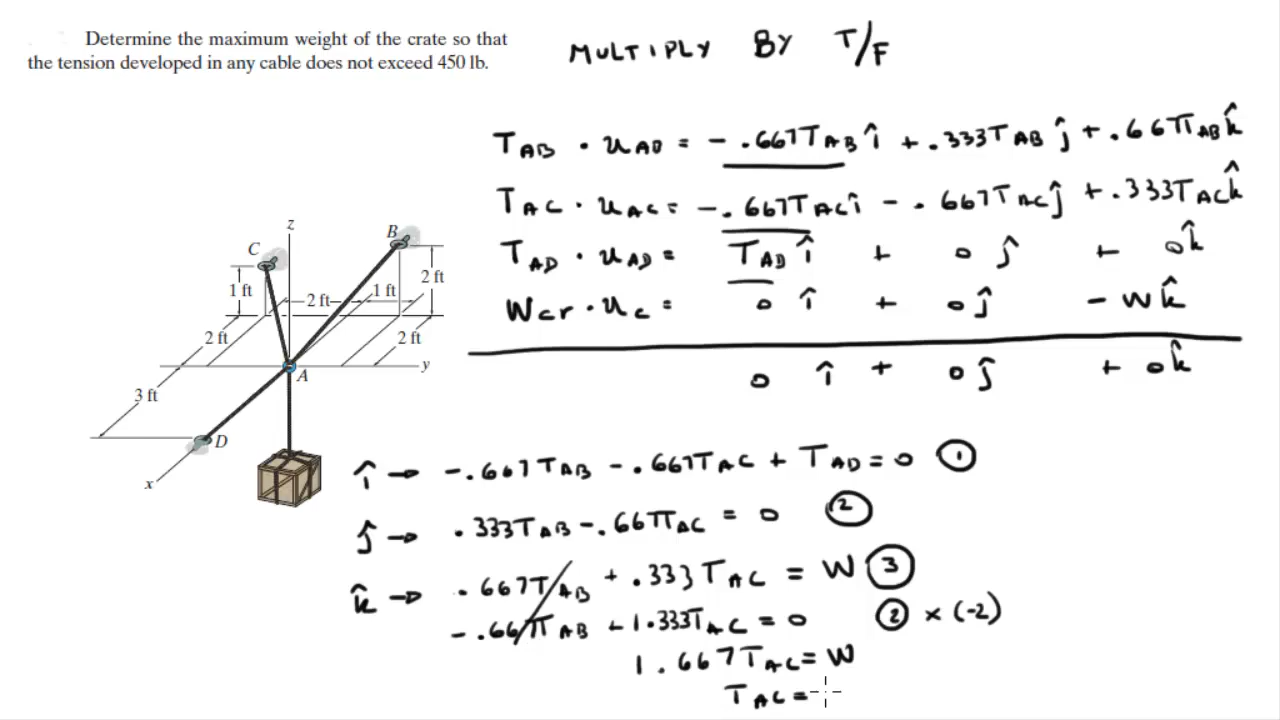 Determine the maximum weight of the crate so that
the tension developed in any cable does not exceed 450 lb.
MULTIPLY BY T/F
TAB · uAD = - .667TAB î + .333TAB ĵ + .667TAB k̂
TAC · uAC = - .667TAC î - .667TAC ĵ + .333TAC k̂
TAD · uAD = TAD î + 0 ĵ + 0 k̂
Wcr · uc = 0 î + 0 ĵ - W k̂
0 î + 0 ĵ + 0 k̂
z
C
B
1 ft
2 ft
1 ft
2 ft
2 ft
2 ft
A
y
3 ft
D
x
î → -.667TAB - .667TAC + TAD = 0 ①
ĵ → .333TAB - .667TAC = 0 ②
k̂ → .667TAB + .333TAC = W ③
-.667TAB + 1.333TAC = 0 ② × (-2)
1.667TAC = W
TAC =